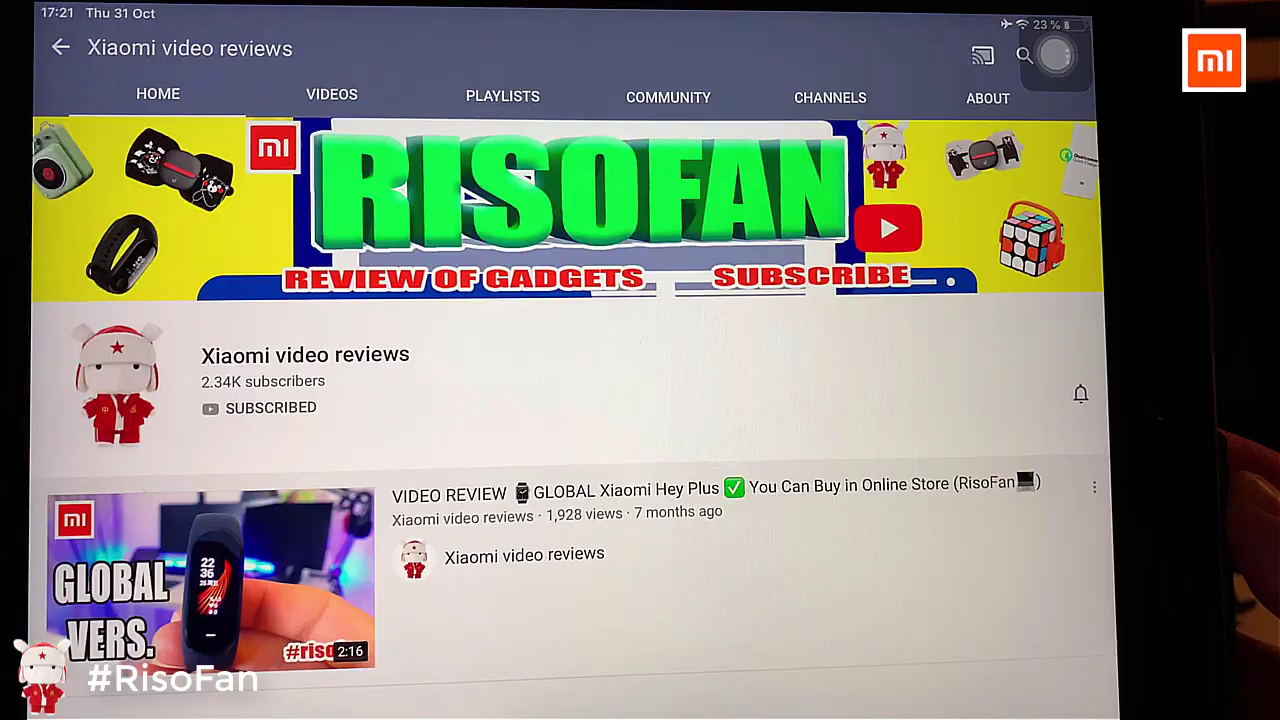 17:21 Thu 31 Oct
23 %
Xiaomi video reviews
HOME VIDEOS PLAYLISTS COMMUNITY CHANNELS ABOUT
mi
RISOFAN
REVIEW OF GADGETS SUBSCRIBE
Xiaomi video reviews
2.34K subscribers
SUBSCRIBED
VIDEO REVIEW ⌚GLOBAL Xiaomi Hey Plus ✅ You Can Buy in Online Store (RisoFan💻)
Xiaomi video reviews · 1,928 views · 7 months ago
Xiaomi video reviews
mi
GLOBAL
VERS.
22
36
#riso
2:16
#RisoFan
mi